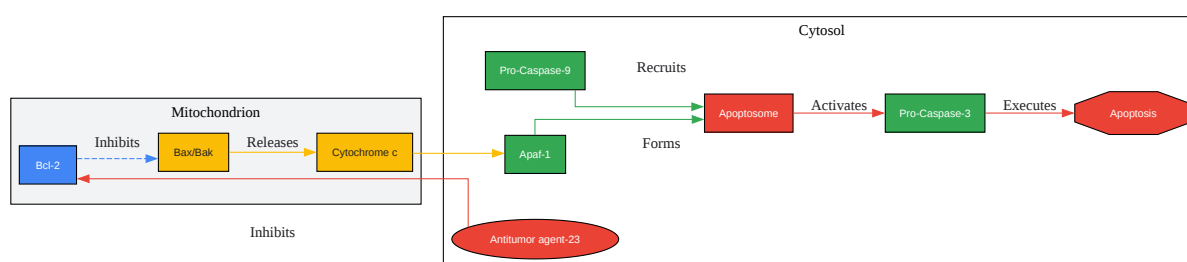 Cytosol
Pro-Caspase-9
Recruits
Mitochondrion
Apoptosome
Activates
Pro-Caspase-3
Executes
Apoptosis
Inhibits
Bax/Bak
Releases
Cytochrome c
Apaf-1
Forms
Bcl-2
Inhibits
Antitumor agent-23